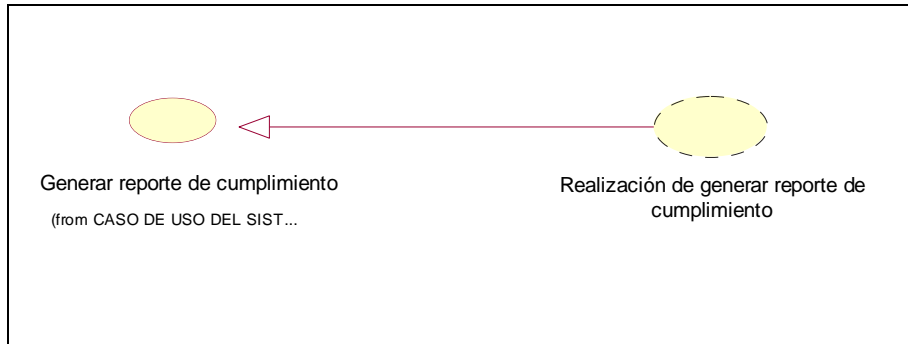 Generar reporte de cumplimiento
(from CASO DE USO DEL SIST...
Realización de generar reporte de
cumplimiento